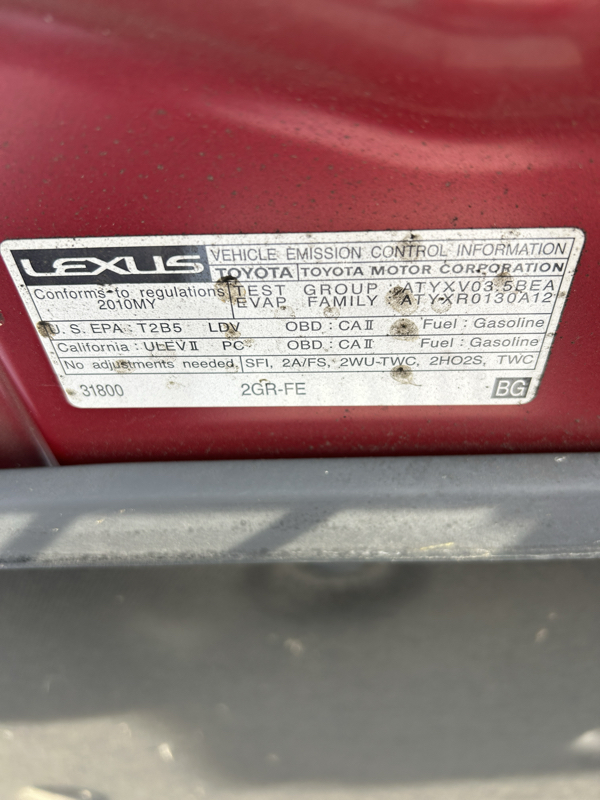 LEXUS VEHICLE EMISSION CONTROL INFORMATION
TOYOTA TOYOTA MOTOR CORPORATION
Conforms to regulations 2010MY
TEST GROUP ATYXV03.5BEA
EVAP FAMILY ATYXR0130A12
U.S. EPA : T2B5 LDV OBD : CAⅡ Fuel : Gasoline
California : ULEVⅡ PC OBD : CAⅡ Fuel : Gasoline
No adjustments needed. SFI, 2A/FS, 2WU-TWC, 2HO2S, TWC
31800 2GR-FE BG